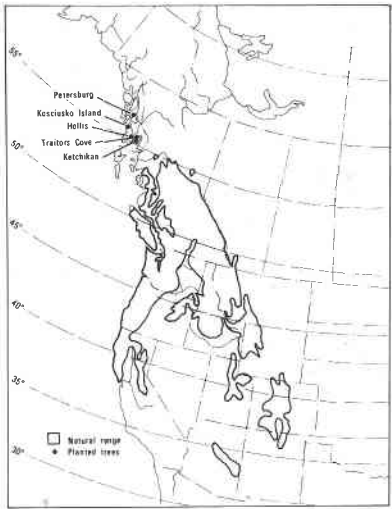 55°
Petersburg
Kosciusko Island
Hollis
Traitors Cove
Ketchikan
50°
45°
40°
35°
30°
Natural range
Planted trees